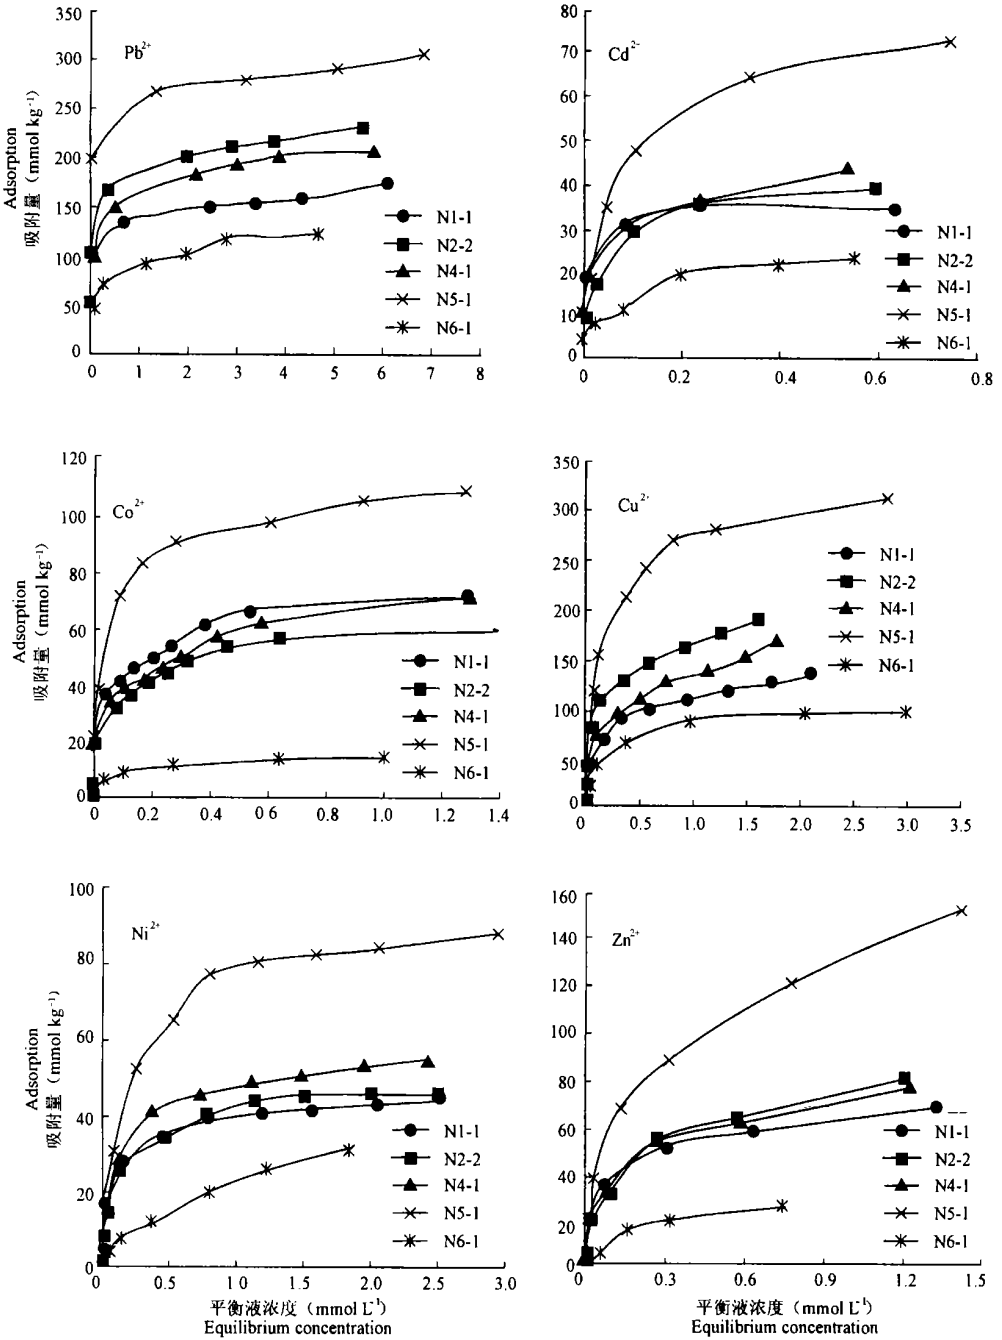 Pb²⁺
Adsorption
吸附量（mmol kg⁻¹）
350
300
250
200
150
100
50
0
0 1 2 3 4 5 6 7 8
N1-1
N2-2
N4-1
N5-1
N6-1
Cd²⁻
80
70
60
50
40
30
20
10
0
0 0.2 0.4 0.6 0.8
N1-1
N2-2
N4-1
N5-1
N6-1
Co²⁺
Adsorption
吸附量（mmol kg⁻¹）
120
100
80
60
40
20
0
0 0.2 0.4 0 6 0.8 1.0 1.2 1.4
N1-1
N2-2
N4-1
N5-1
N6-1
Cu²⁺
350
300
250
200
150
100
50
0
0 0.5 1.0 1.5 2.0 2.5 3.0 3.5
N1-1
N2-2
N4-1
N5-1
N6-1
Ni²⁺
Adsorption
吸附量（mmol kg⁻¹）
100
80
60
40
20
0
0 0.5 1 0 1.5 2.0 2.5 3.0
N1-1
N2-2
N4-1
N5-1
N6-1
平衡液浓度（mmol L⁻¹）
Equilibrium concentration
Zn²⁺
160
140
120
100
80
60
40
20
0
0 0.3 0.6 0.9 1.2 1.5
N1-1
N2-2
N4-1
N5-1
N6-1
平衡液浓度（mmol L⁻¹）
Equilibrium concentration